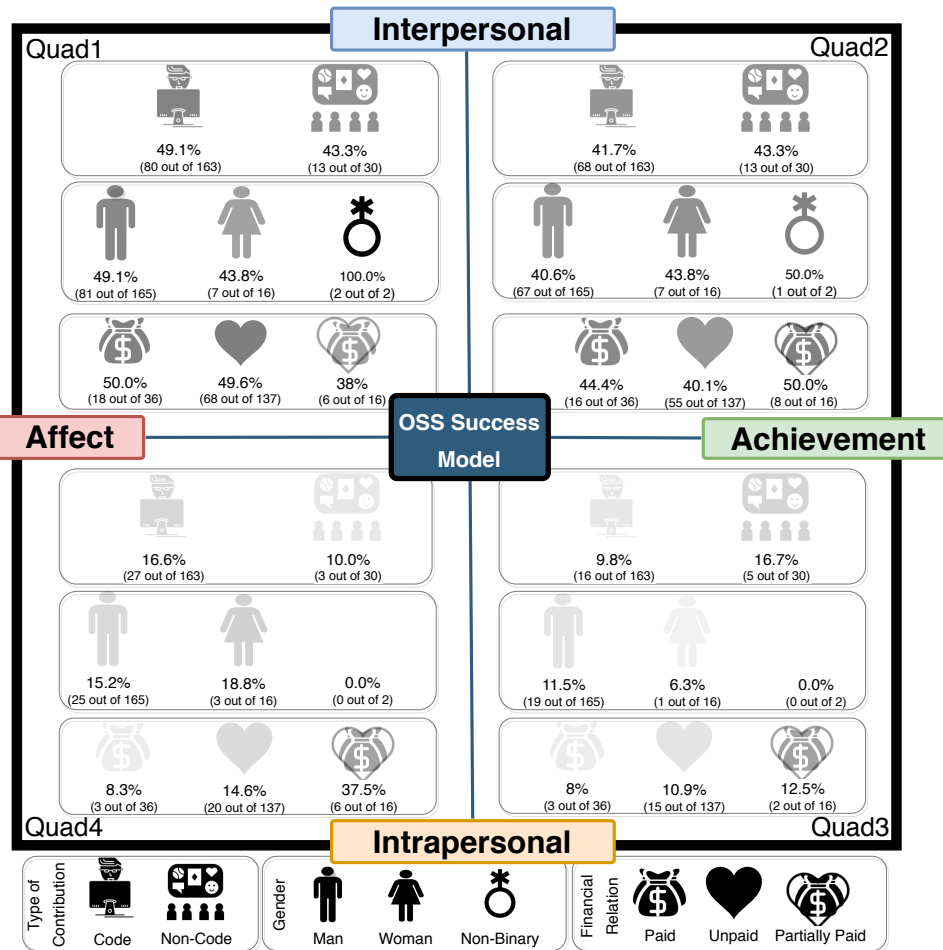 Interpersonal
Quad1
Quad2
49.1%
(80 out of 163)
43.3%
(13 out of 30)
49.1%
(81 out of 165)
43.8%
(7 out of 16)
100.0%
(2 out of 2)
50.0%
(18 out of 36)
49.6%
(68 out of 137)
38%
(6 out of 16)
41.7%
(68 out of 163)
43.3%
(13 out of 30)
40.6%
(67 out of 165)
43.8%
(7 out of 16)
50.0%
(1 out of 2)
44.4%
(16 out of 36)
40.1%
(55 out of 137)
50.0%
(8 out of 16)
Affect
OSS Success
Model
Achievement
16.6%
(27 out of 163)
10.0%
(3 out of 30)
15.2%
(25 out of 165)
18.8%
(3 out of 16)
0.0%
(0 out of 2)
8.3%
(3 out of 36)
14.6%
(20 out of 137)
37.5%
(6 out of 16)
9.8%
(16 out of 163)
16.7%
(5 out of 30)
11.5%
(19 out of 165)
6.3%
(1 out of 16)
0.0%
(0 out of 2)
8%
(3 out of 36)
10.9%
(15 out of 137)
12.5%
(2 out of 16)
Quad4
Intrapersonal
Quad3
Type of
Contribution
Code
Non-Code
Gender
Man
Woman
Non-Binary
Financial
Relation
Paid
Unpaid
Partially Paid